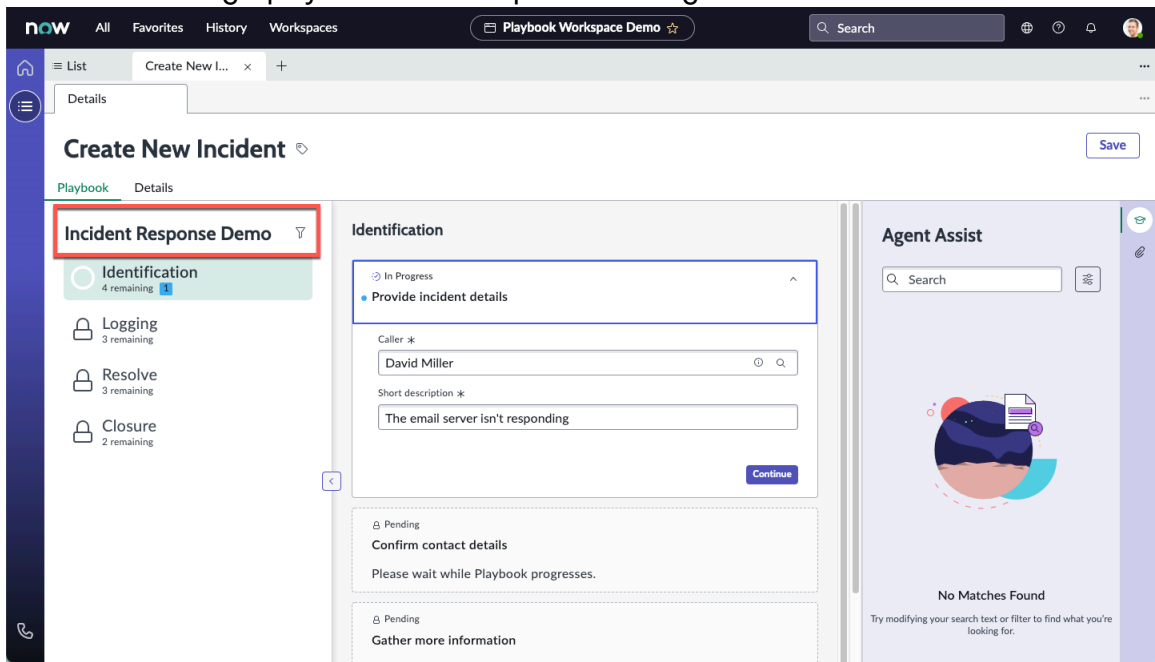 now All Favorites History Workspaces Playbook Workspace Demo Search
List Create New I... × +
Details
Create New Incident Save
Playbook Details
Incident Response Demo
Identification
4 remaining 1
Logging
3 remaining
Resolve
3 remaining
Closure
2 remaining
Identification
In Progress
Provide incident details
Caller *
David Miller
Short description *
The email server isn't responding
Continue
Pending
Confirm contact details
Please wait while Playbook progresses.
Pending
Gather more information
Agent Assist
Search
No Matches Found
Try modifying your search text or filter to find what you're
looking for.